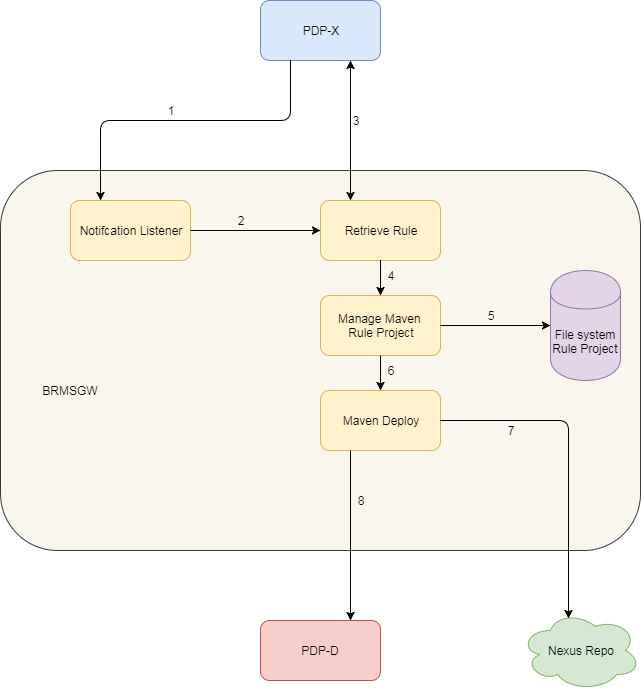 PDP-X
1
3
Notifcation Listener
2
Retrieve Rule
4
Manage Maven
Rule Project
5
File system
Rule Project
6
BRMSGW
Maven Deploy
7
8
PDP-D
Nexus Repo